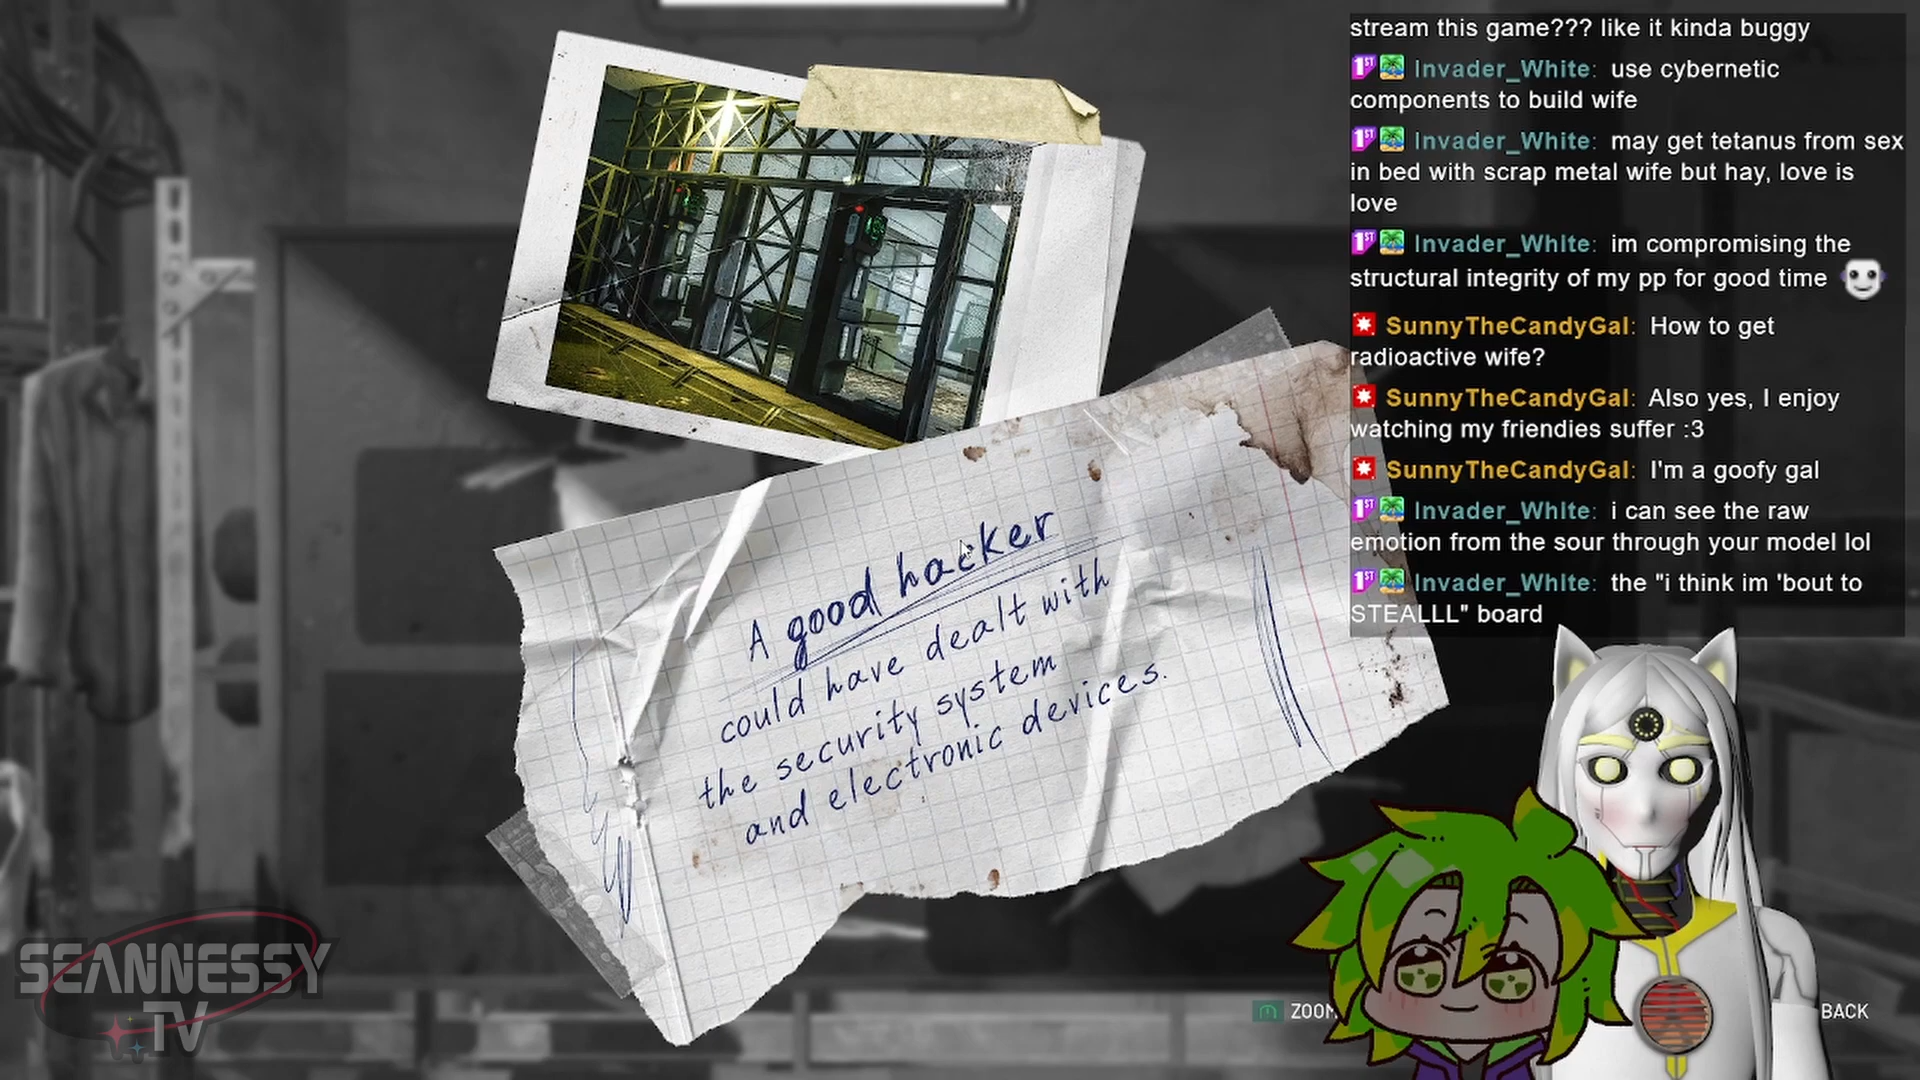 stream this game??? like it kinda buggy
1ST Invader_White: use cybernetic
components to build wife
1ST Invader_White: may get tetanus from sex
in bed with scrap metal wife but hay, love is
love
1ST Invader_White: im compromising the
structural integrity of my pp for good time
SunnyTheCandyGal: How to get
radioactive wife?
SunnyTheCandyGal: Also yes, I enjoy
watching my friendies suffer :3
SunnyTheCandyGal: I'm a goofy gal
1ST Invader_White: i can see the raw
emotion from the sour through your model lol
1ST Invader_White: the "i think im 'bout to
STEALLL" board
A good hacker
could have dealt with
the security system
and electronic devices.
SEANNESSY
TV
ZOOM
BACK